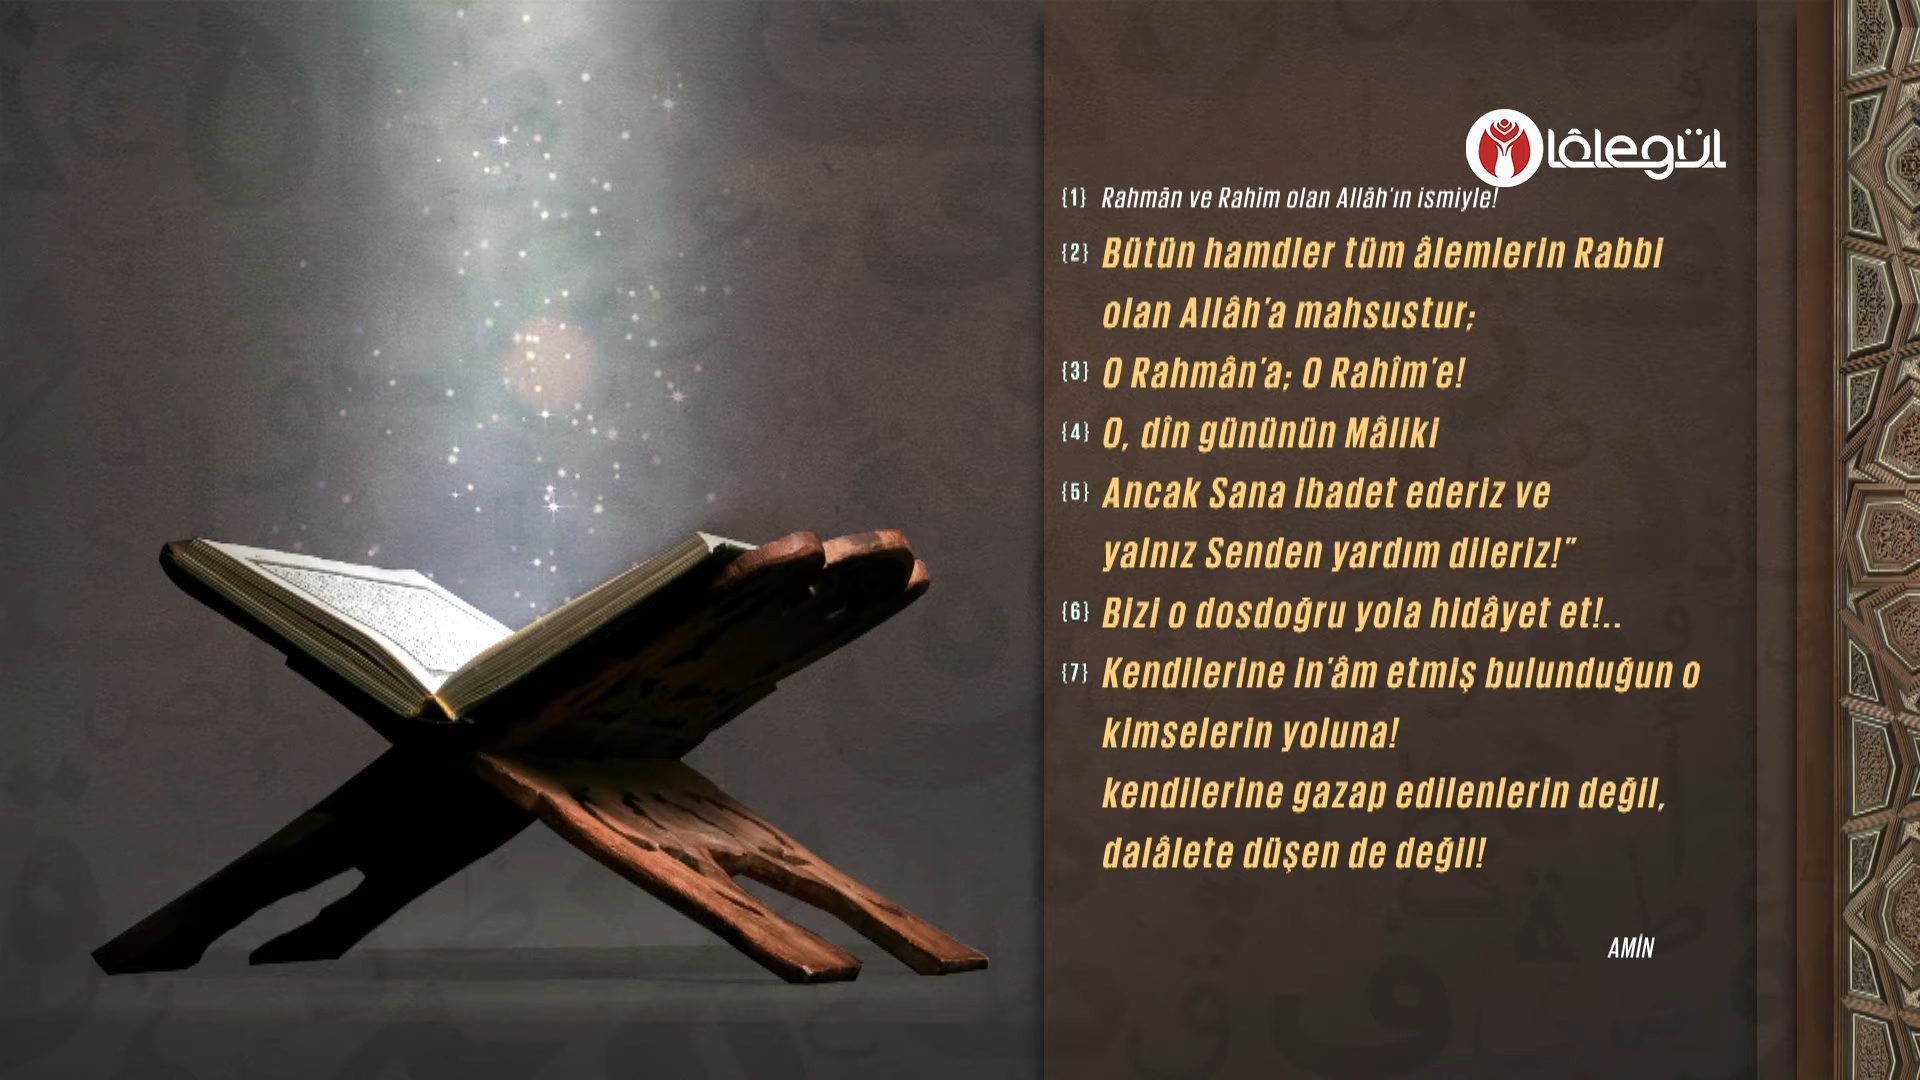 lâlegül
{1} Rahmân ve Rahîm olan Allâh'ın ismiyle!
{2} Bütün hamdler tüm âlemlerin Rabbi
olan Allâh'a mahsustur;
{3} O Rahmân'a; O Rahîm'e!
{4} O, dîn gününün Mâliki
{5} Ancak Sana ibadet ederiz ve
yalnız Senden yardım dileriz!”
{6} Bizi o dosdoğru yola hidâyet et!..
{7} Kendilerine in'âm etmiş bulunduğun o
kimselerin yoluna!
kendilerine gazap edilenlerin değil,
dalâlete düşen de değil!
AMİN